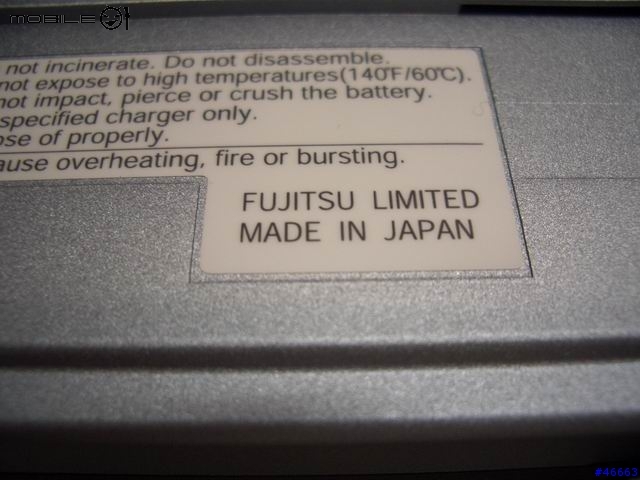 MOBILE01
not incinerate. Do not disassemble.
not expose to high temperatures(140°F/60°C).
not impact, pierce or crush the battery.
specified charger only.
ose of properly.
ause overheating, fire or bursting.
FUJITSU LIMITED
MADE IN JAPAN
#46663